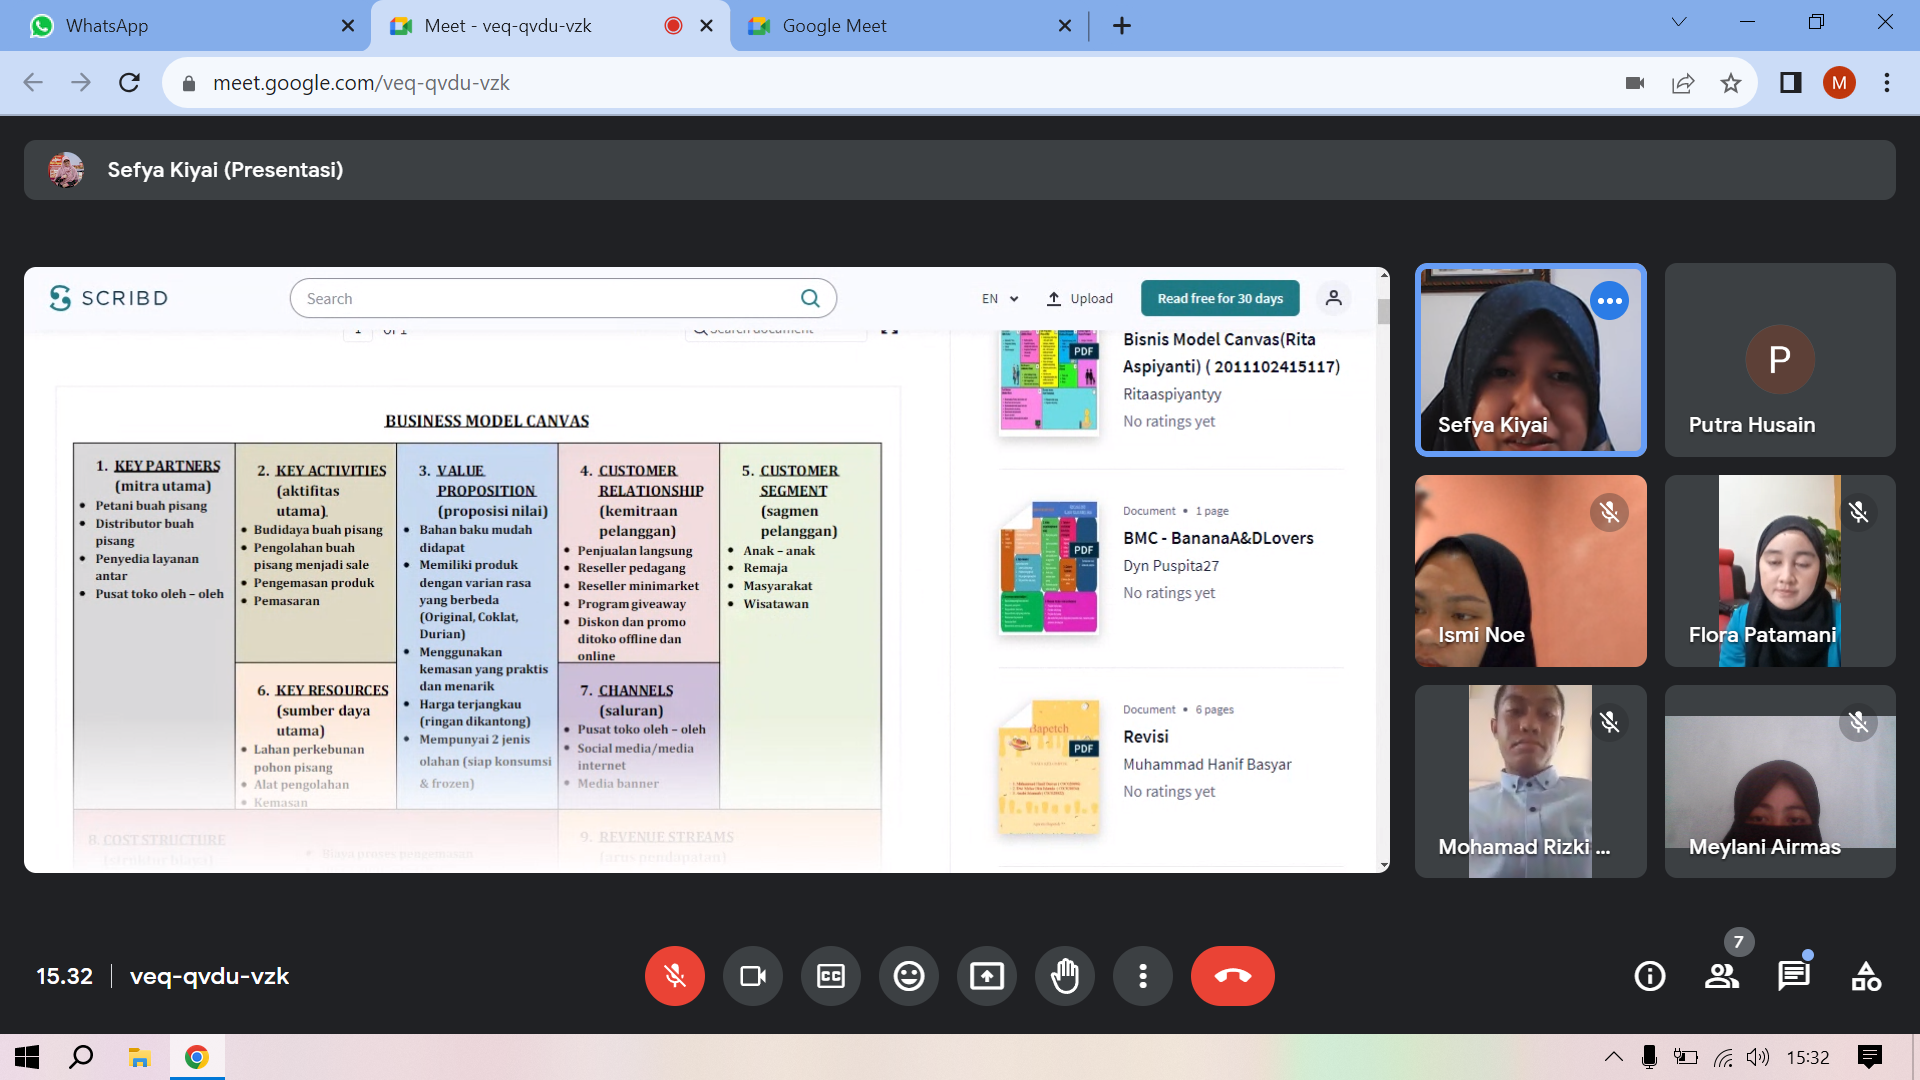 WhatsApp
Meet - veq-qvdu-vzk
Google Meet
meet.google.com/veq-qvdu-vzk
M
Sefya Kiyai (Presentasi)
SCRIBD
Search
EN
Upload
Read free for 30 days
1 of 1
Search document
BUSINESS MODEL CANVAS
1. KEY PARTNERS
(mitra utama)
• Petani buah pisang
• Distributor buah
pisang
• Penyedia layanan
antar
• Pusat toko oleh – oleh
2. KEY ACTIVITIES
(aktifitas
utama)
• Budidaya buah pisang
• Pengolahan buah
pisang menjadi sale
• Pengemasan produk
• Pemasaran
3. VALUE
PROPOSITION
(proposisi nilai)
• Bahan baku mudah
didapat
• Memiliki produk
dengan varian rasa
yang berbeda
(Original, Coklat,
Durian)
• Menggunakan
kemasan yang praktis
dan menarik
• Harga terjangkau
(ringan dikantong)
• Mempunyai 2 jenis
olahan (siap konsumsi
& frozen)
4. CUSTOMER
RELATIONSHIP
(kemitraan
pelanggan)
• Penjualan langsung
• Reseller pedagang
• Reseller minimarket
• Program giveaway
• Diskon dan promo
ditoko offline dan
online
5. CUSTOMER
SEGMENT
(sagmen
pelanggan)
• Anak – anak
• Remaja
• Masyarakat
• Wisatawan
6. KEY RESOURCES
(sumber daya
utama)
• Lahan perkebunan
pohon pisang
• Alat pengolahan
• Kemasan
7. CHANNELS
(saluran)
• Pusat toko oleh – oleh
• Social media/media
internet
• Media banner
8. COST STRUCTURE
(struktur biaya)
• Biaya proses pengemasan
9. REVENUE STREAMS
(arus pendapatan)
PDF
Bisnis Model Canvas(Rita
Aspiyanti) ( 2011102415117)
Ritaaspiyantyy
No ratings yet
PDF
Document • 1 page
BMC - BananaA&DLovers
Dyn Puspita27
No ratings yet
PDF
Document • 6 pages
Revisi
Muhammad Hanif Basyar
No ratings yet
Sefya Kiyai
P
Putra Husain
Ismi Noe
Flora Patamani
Mohamad Rizki ...
Meylani Airmas
15.32
veq-qvdu-vzk
CC
7
15:32